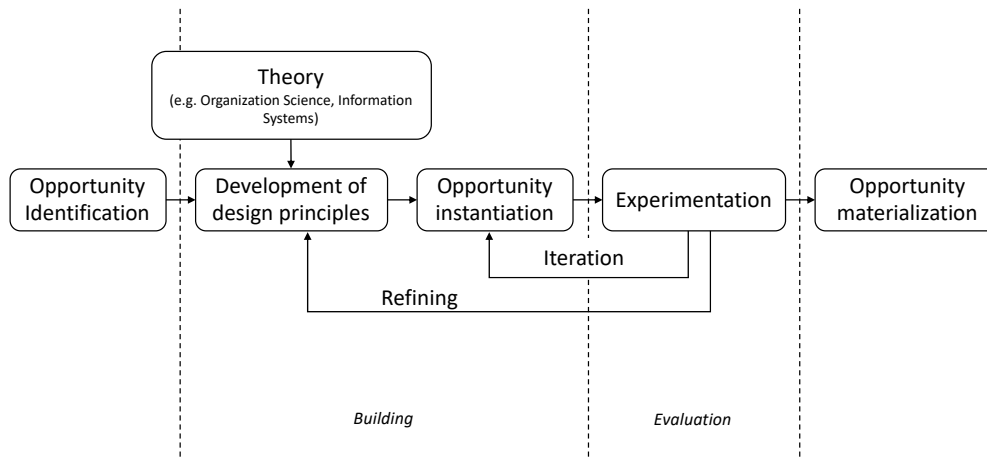 Theory
(e.g. Organization Science, Information
Systems)
Opportunity
Identification
Development of
design principles
Opportunity
instantiation
Experimentation
Opportunity
materialization
Iteration
Refining
Building
Evaluation